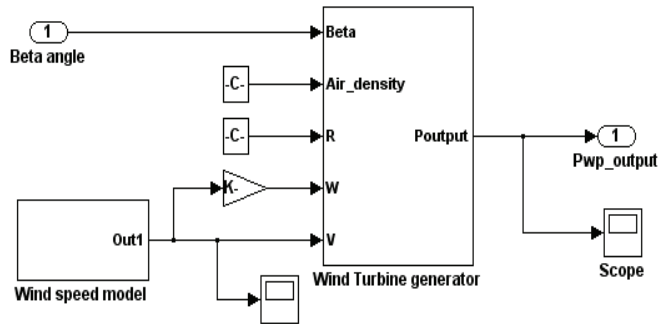 1
Beta angle
Beta
-C-
Air_density
-C-
R
Poutput
1
Pwp_output
K-
W
Out1
V
Wind speed model
Wind Turbine generator
Scope